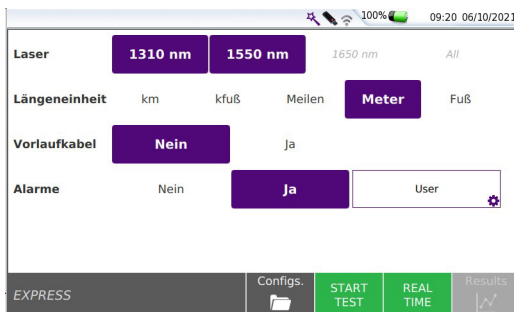 100% 09:20 06/10/2021
Laser 1310 nm 1550 nm 1650 nm All
Längeneinheit km kfuß Meilen Meter Fuß
Vorlaufkabel Nein Ja
Alarme Nein Ja User
EXPRESS Configs. START TEST REAL TIME Results